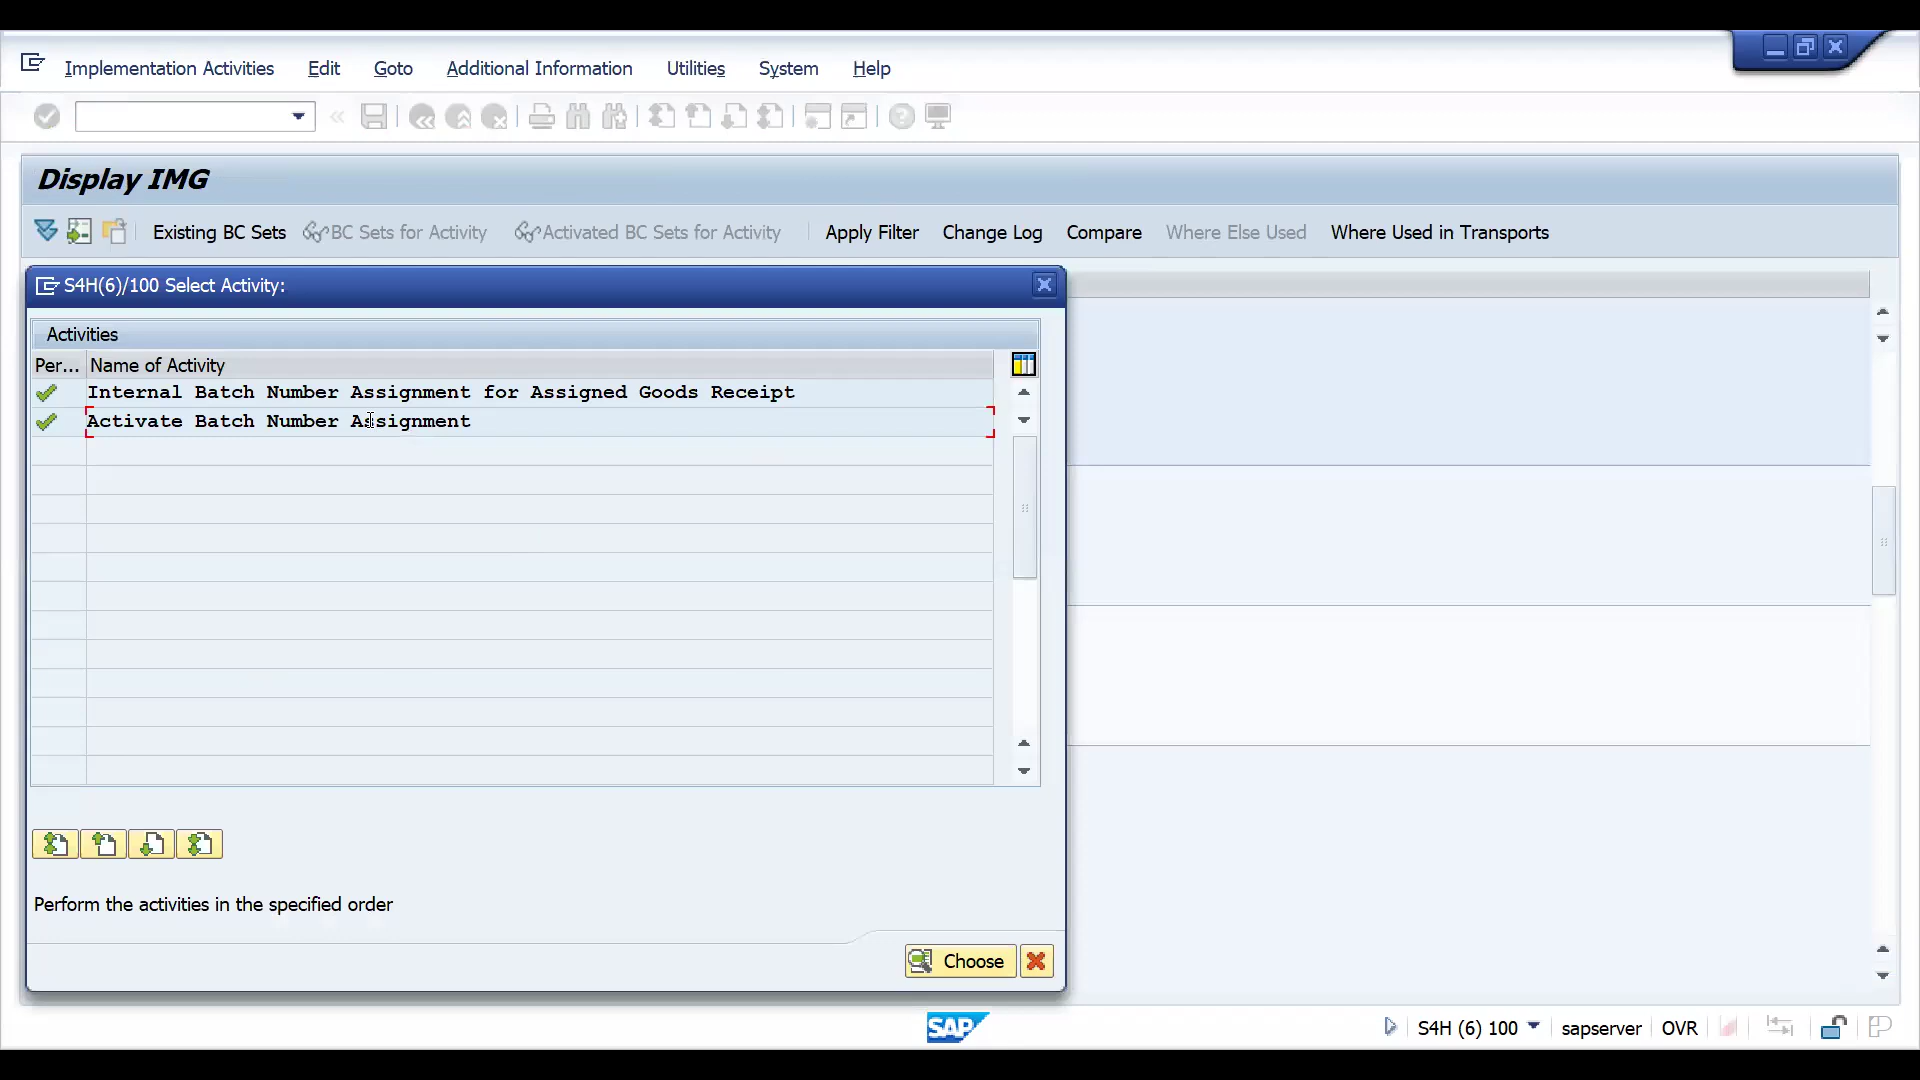 Implementation Activities Edit Goto Additional Information Utilities System Help
Display IMG
Existing BC Sets BC Sets for Activity Activated BC Sets for Activity Apply Filter Change Log Compare Where Else Used Where Used in Transports
S4H(6)/100 Select Activity:
Activities
Per... Name of Activity
Internal Batch Number Assignment for Assigned Goods Receipt
Activate Batch Number Assignment
Perform the activities in the specified order
Choose
SAP
S4H (6) 100 sapserver OVR